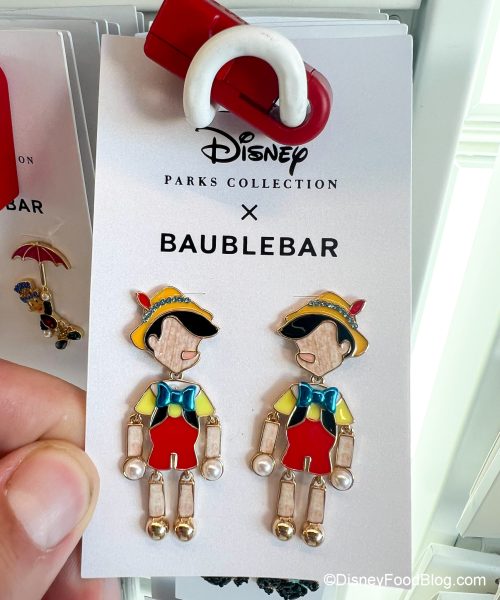 Disney
PARKS COLLECTION
×
BAUBLEBAR
ON
BAR
©DisneyFoodBlog.com